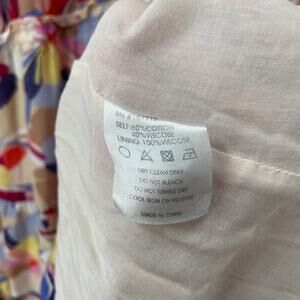 SELF: 60%COTTON
40%VISCOSE
LINING: 100%VISCOSE
DRY CLEAN ONLY
DO NOT BLEACH
DO NOT TUMBLE DRY
COOL IRON ON REVERSE
MADE IN CHINA